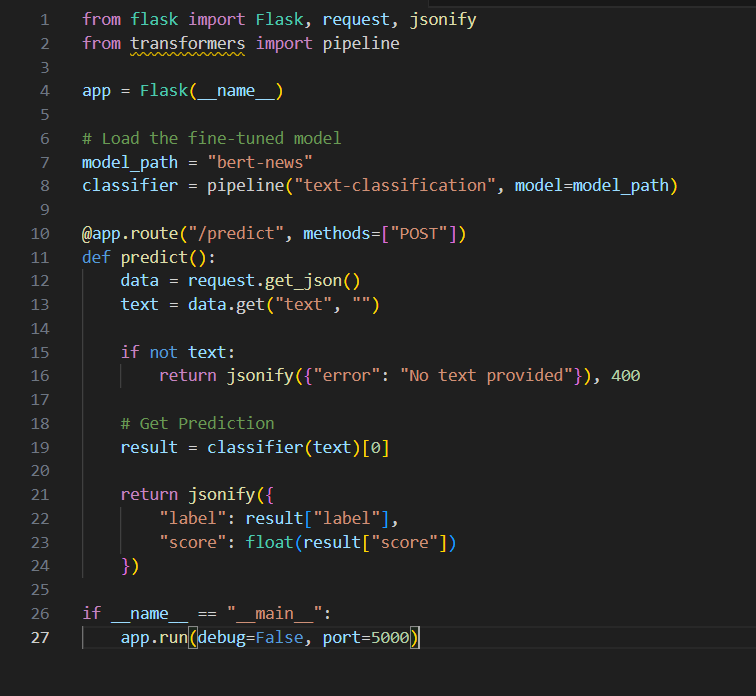 1 from flask import Flask, request, jsonify
2 from transformers import pipeline
3
4 app = Flask(__name__)
5
6 # Load the fine-tuned model
7 model_path = "bert-news"
8 classifier = pipeline("text-classification", model=model_path)
9
10 @app.route("/predict", methods=["POST"])
11 def predict():
12     data = request.get_json()
13     text = data.get("text", "")
14
15     if not text:
16         return jsonify({"error": "No text provided"}), 400
17
18     # Get Prediction
19     result = classifier(text)[0]
20
21     return jsonify({
22         "label": result["label"],
23         "score": float(result["score"])
24     })
25
26 if __name__ == "__main__":
27     app.run(debug=False, port=5000)